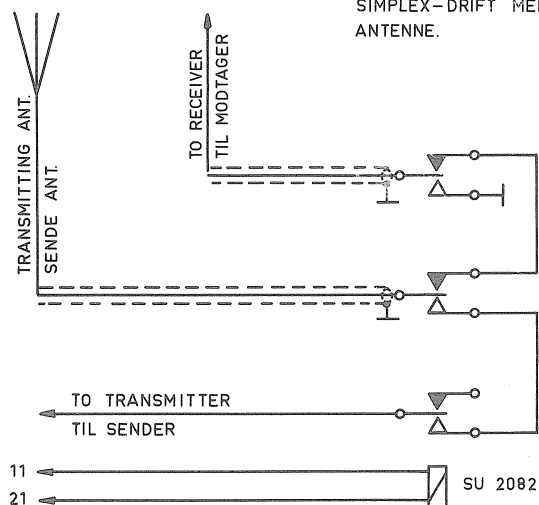 SIMPLEX-DRIFT
ANTENNE.
TRANSMITTING ANT.
SENDE ANT.
TO RECEIVER
TIL MODTAGER
TO TRANSMITTER
TIL SENDER
11
21
SU 2082